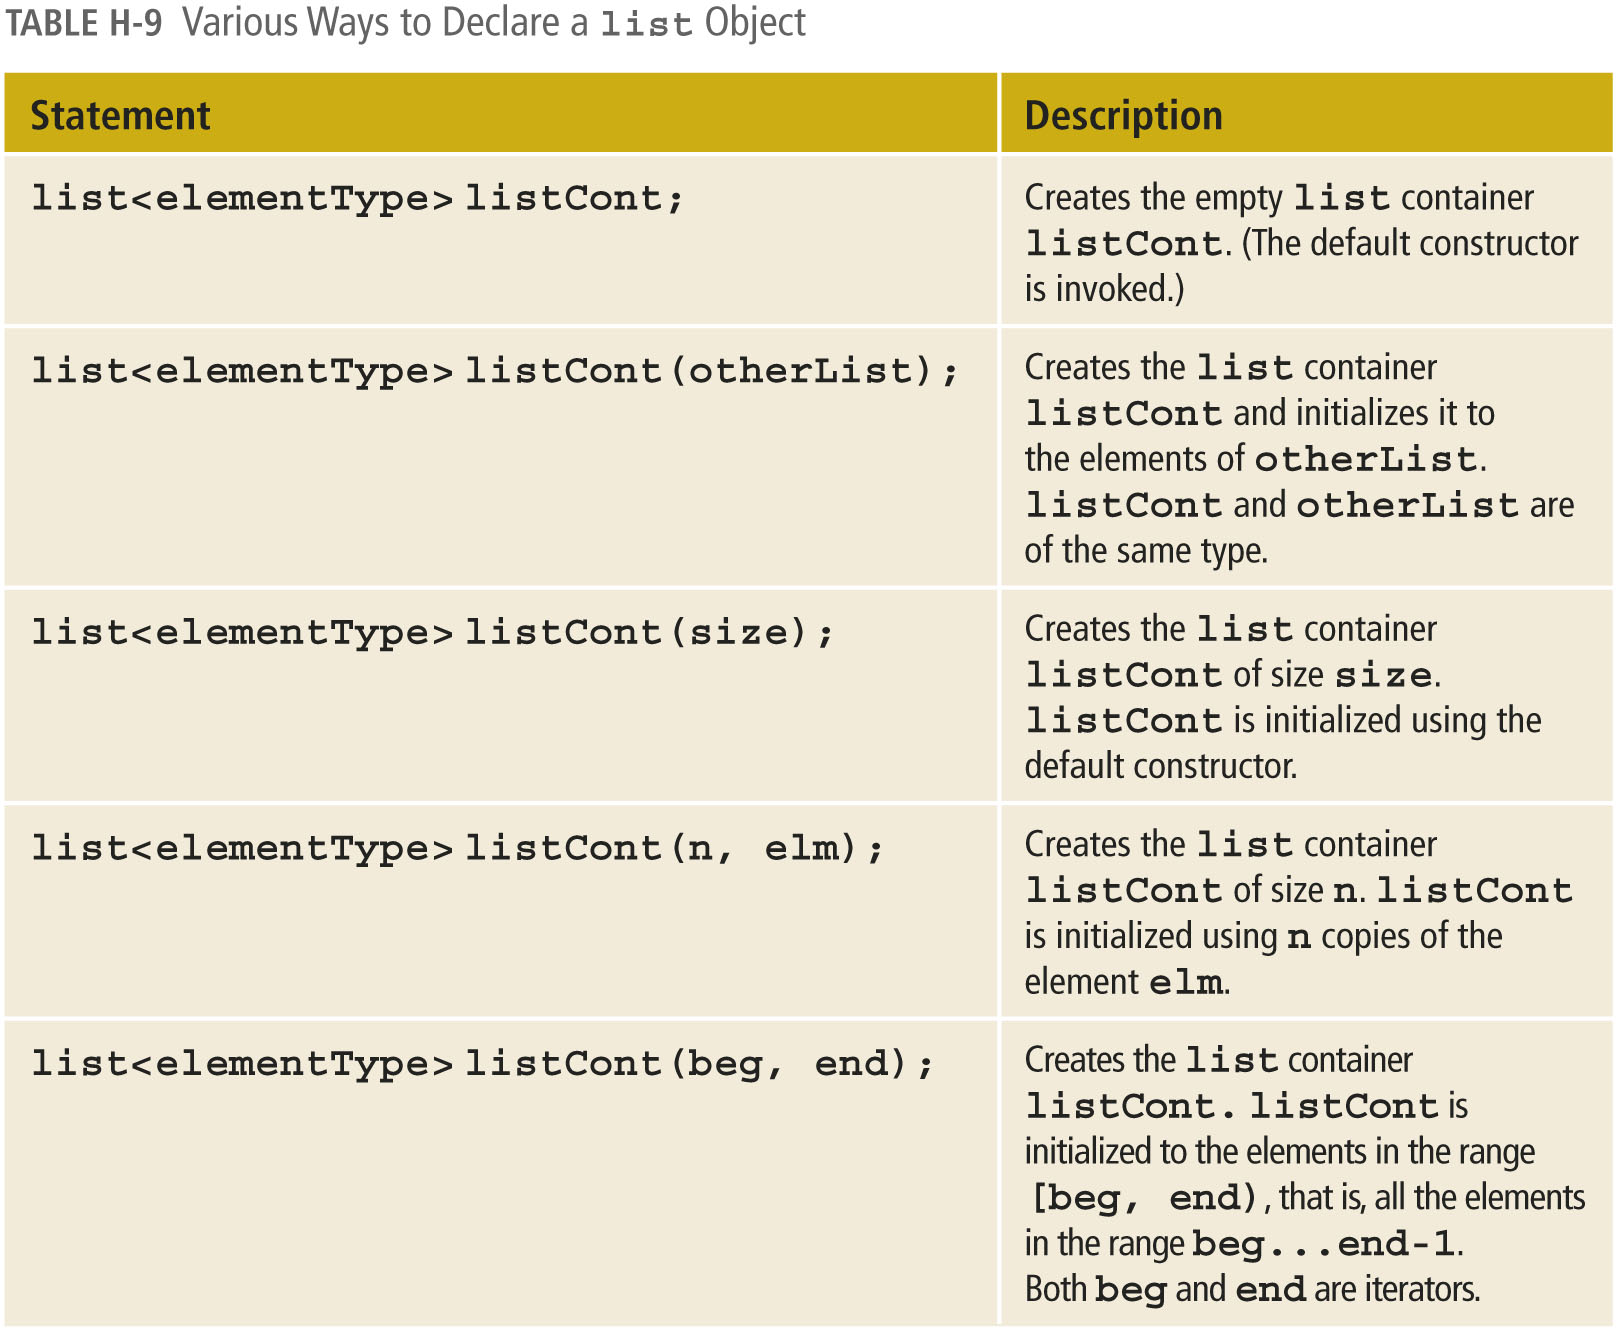 TABLE H-9 Various Ways to Declare a list Object
Statement
Description
list<elementType> listCont;
Creates the empty list container
listCont. (The default constructor
is invoked.)
list<elementType> listCont(otherList);
Creates the list container
listCont and initializes it to
the elements of otherList.
listCont and otherList are
of the same type.
list<elementType> listCont(size);
Creates the list container
listCont of size size.
listCont is initialized using the
default constructor.
list<elementType> listCont(n, elm);
Creates the list container
listCont of size n. listCont
is initialized using n copies of the
element elm.
list<elementType> listCont(beg, end);
Creates the list container
listCont. listCont is
initialized to the elements in the range
[beg, end), that is, all the elements
in the range beg...end-1.
Both beg and end are iterators.